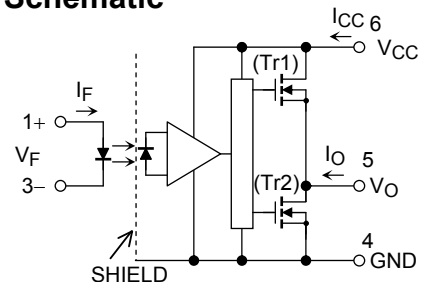 Schematic
ICC 6
VCC
(Tr1)
IF
1+
VF
3−
IO
5
VO
(Tr2)
4
GND
SHIELD